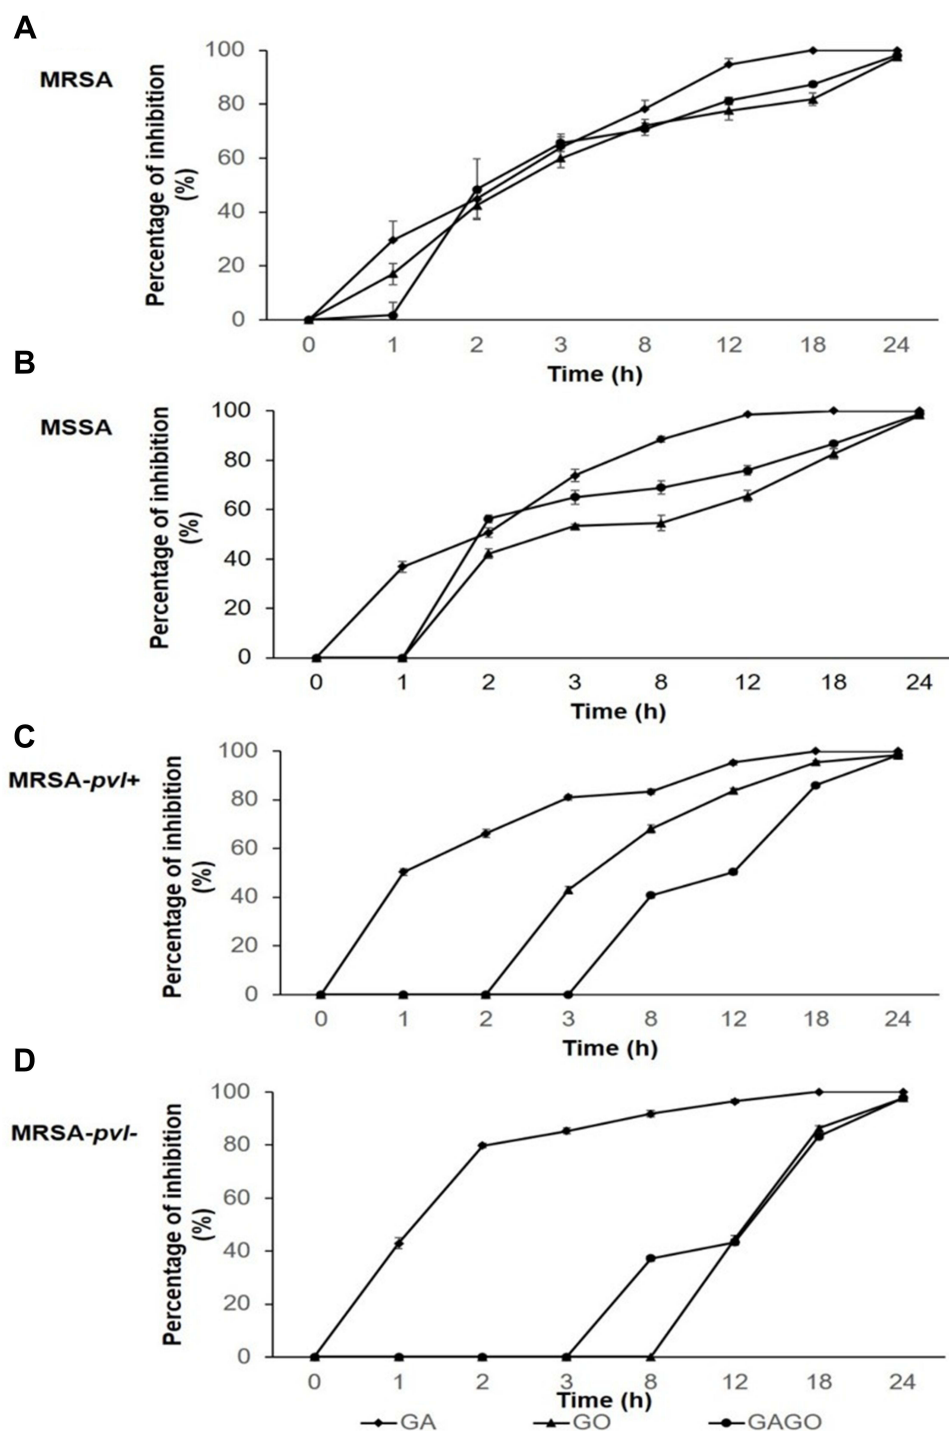 A
MRSA
Percentage of inhibition
(%)
100
80
60
40
20
0
0 1 2 3 8 12 18 24
Time (h)
B
MSSA
Percentage of inhibition
(%)
100
80
60
40
20
0
0 1 2 3 8 12 18 24
Time (h)
C
MRSA-pvl+
Percentage of inhibition
(%)
100
80
60
40
20
0
0 1 2 3 8 12 18 24
Time (h)
D
MRSA-pvl-
Percentage of inhibition
(%)
100
80
60
40
20
0
0 1 2 3 8 12 18 24
Time (h)
GA GO GAGO